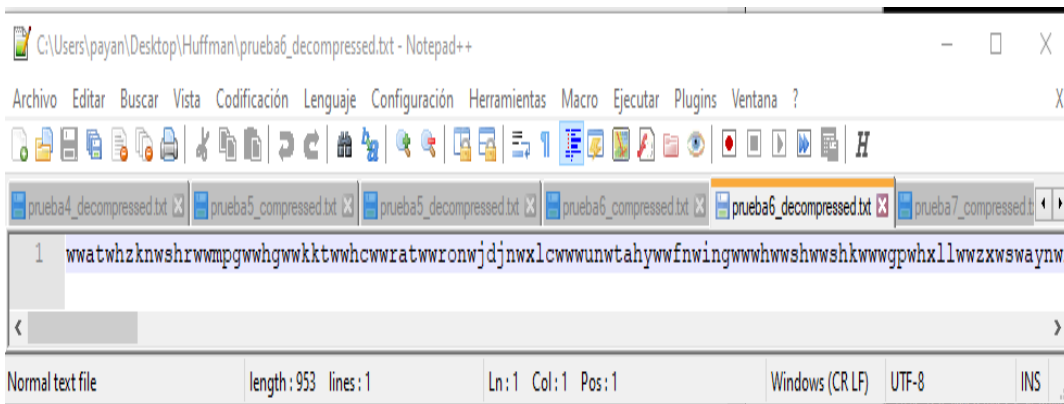 C:\Users\payan\Desktop\Huffman\prueba6_decompressed.txt - Notepad++
Archivo Editar Buscar Vista Codificación Lenguaje Configuración Herramientas Macro Ejecutar Plugins Ventana ? X
prueba4_decompressed.txt prueba5_compressed.txt prueba5_decompressed.txt prueba6_compressed.txt prueba6_decompressed.txt prueba7_compressed.t
1 wwatwhzknwshrwwmpgwwhgwwkktwwhcwwratwwronwjdjnwxlcwwwunwtahywwfnwingwwwhwwshwwshkwwwgpwhxllwwzxwswaynw
Normal text file length : 953 lines : 1 Ln : 1 Col : 1 Pos : 1 Windows (CR LF) UTF-8 INS